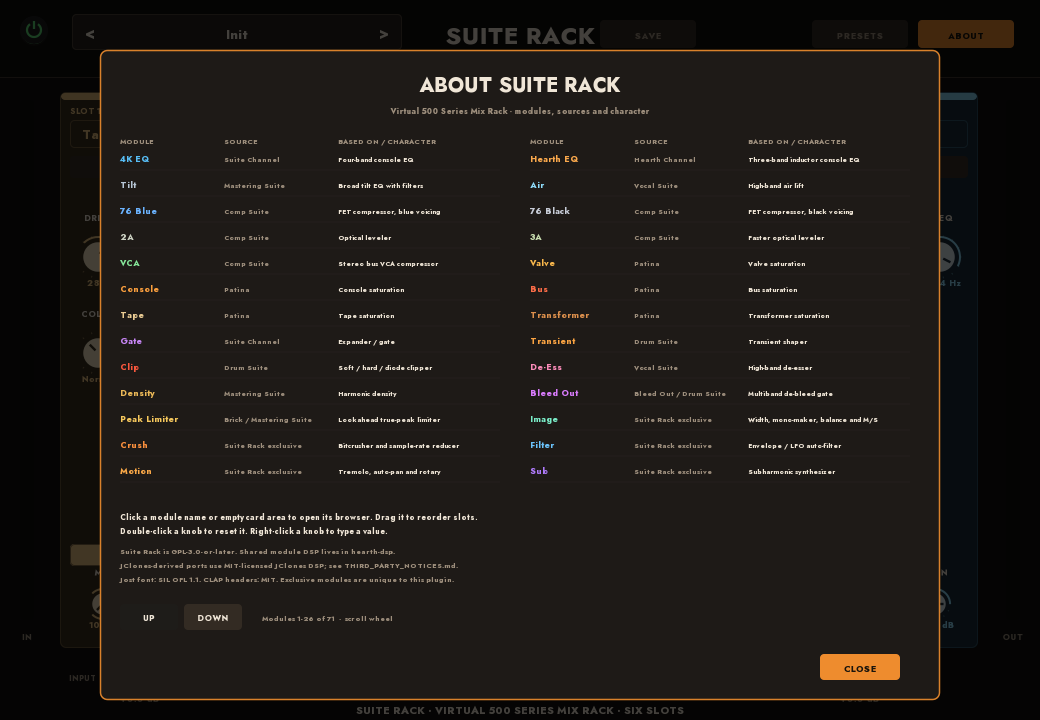 < Init >
SUITE RACK
SAVE
PRESETS
ABOUT
ABOUT SUITE RACK
Virtual 500 Series Mix Rack · modules, sources and character
MODULE SOURCE BASED ON / CHARACTER MODULE SOURCE BASED ON / CHARACTER
4K EQ Suite Channel Four-band console EQ Hearth EQ Hearth Channel Three-band inductor console EQ
Tilt Mastering Suite Broad tilt EQ with filters Air Vocal Suite High-band air lift
76 Blue Comp Suite FET compressor, blue voicing 76 Black Comp Suite FET compressor, black voicing
2A Comp Suite Optical leveler 3A Comp Suite Faster optical leveler
VCA Comp Suite Stereo bus VCA compressor Valve Patina Valve saturation
Console Patina Console saturation Bus Patina Bus saturation
Tape Patina Tape saturation Transformer Patina Transformer saturation
Gate Suite Channel Expander / gate Transient Drum Suite Transient shaper
Clip Drum Suite Soft / hard / diode clipper De-Ess Vocal Suite High-band de-esser
Density Mastering Suite Harmonic density Bleed Out Bleed Out / Drum Suite Multiband de-bleed gate
Peak Limiter Brick / Mastering Suite Lookahead true-peak limiter Image Suite Rack exclusive Width, mono-maker, balance and M/S
Crush Suite Rack exclusive Bitcrusher and sample-rate reducer Filter Suite Rack exclusive Envelope / LFO auto-filter
Motion Suite Rack exclusive Tremolo, auto-pan and rotary Sub Suite Rack exclusive Subharmonic synthesizer
Click a module name or empty card area to open its browser. Drag it to reorder slots.
Double-click a knob to reset it. Right-click a knob to type a value.
Suite Rack is GPL-3.0-or-later. Shared module DSP lives in hearth-dsp.
JClones-derived ports use MIT-licensed JClones DSP; see THIRD_PARTY_NOTICES.md.
Jost font: SIL OFL 1.1. CLAP headers: MIT. Exclusive modules are unique to this plugin.
UP DOWN Modules 1-26 of 71 - scroll wheel
IN
OUT
CLOSE
INPUT
SUITE RACK · VIRTUAL 500 SERIES MIX RACK · SIX SLOTS